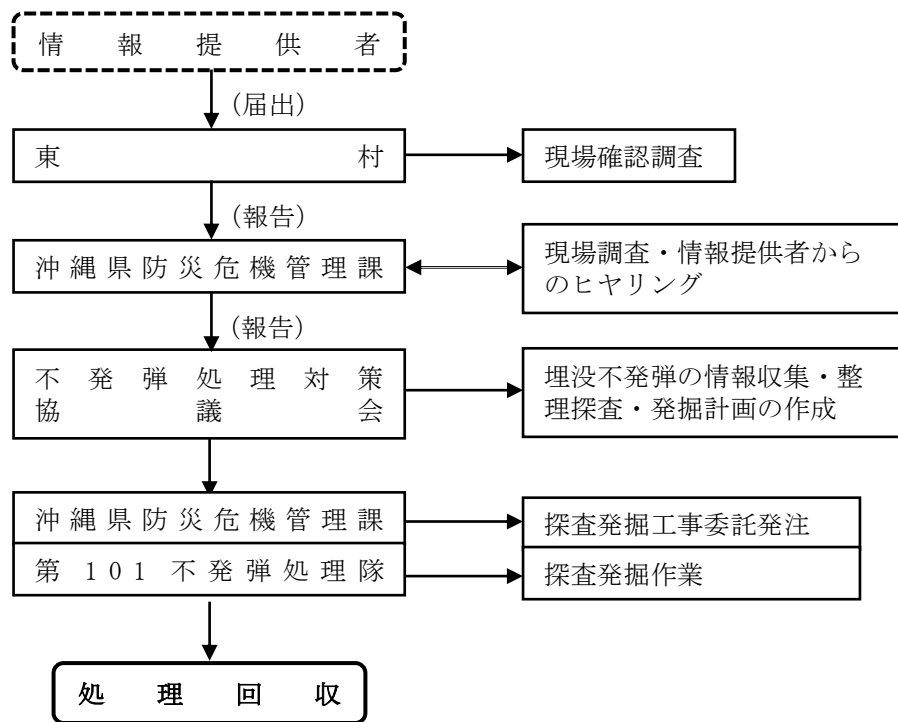 情報提供者
(届出)
東村
現場確認調査
(報告)
沖縄県防災危機管理課
現場調査・情報提供者から
のヒヤリング
(報告)
不発弾処理対策
協議会
埋没不発弾の情報収集・整
理探査・発掘計画の作成
沖縄県防災危機管理課
探査発掘工事委託発注
第101不発弾処理隊
探査発掘作業
処理回収